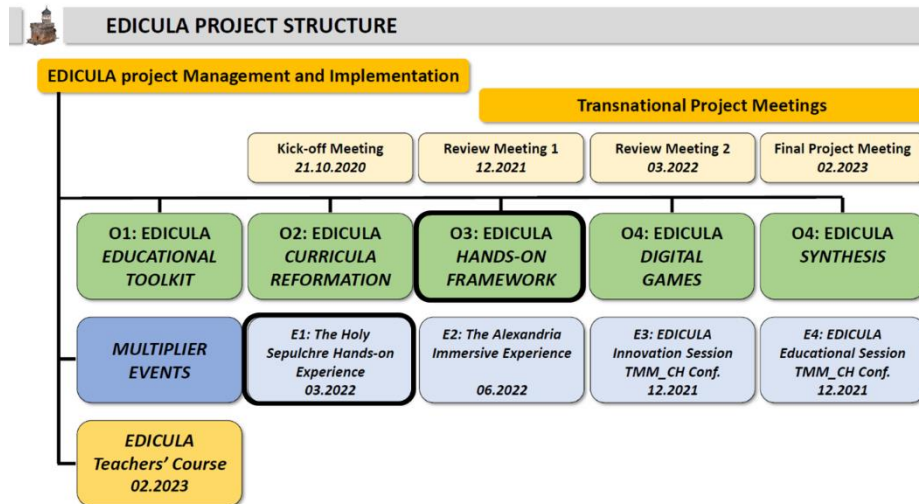 EDICULA PROJECT STRUCTURE
EDICULA project Management and Implementation
Transnational Project Meetings
Kick-off Meeting
21.10.2020
Review Meeting 1
12.2021
Review Meeting 2
03.2022
Final Project Meeting
02.2023
O1: EDICULA
EDUCATIONAL
TOOLKIT
O2: EDICULA
CURRICULA
REFORMATION
O3: EDICULA
HANDS-ON
FRAMEWORK
O4: EDICULA
DIGITAL
GAMES
O4: EDICULA
SYNTHESIS
MULTIPLIER
EVENTS
E1: The Holy
Sepulchre Hands-on
Experience
03.2022
E2: The Alexandria
Immersive Experience
06.2022
E3: EDICULA
Innovation Session
TMM_CH Conf.
12.2021
E4: EDICULA
Educational Session
TMM_CH Conf.
12.2021
EDICULA
Teachers’ Course
02.2023